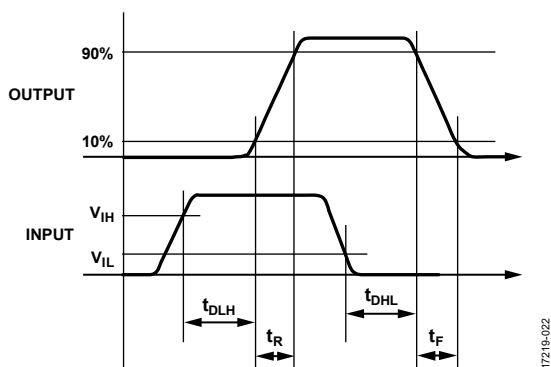 90%
OUTPUT
10%
V_IH
INPUT
V_IL
t_DLH
t_DHL
t_R
t_F
17219-022